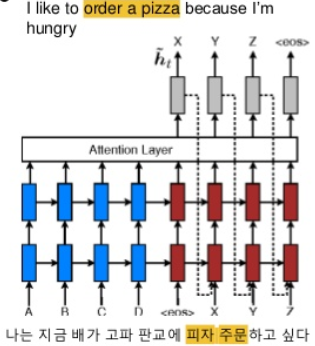 I like to order a pizza because I'm
hungry
X Y Z <eos>
h̃t
Attention Layer
A B C D <eos> X Y Z
나는 지금 배가 고파 판교에 피자 주문하고 싶다